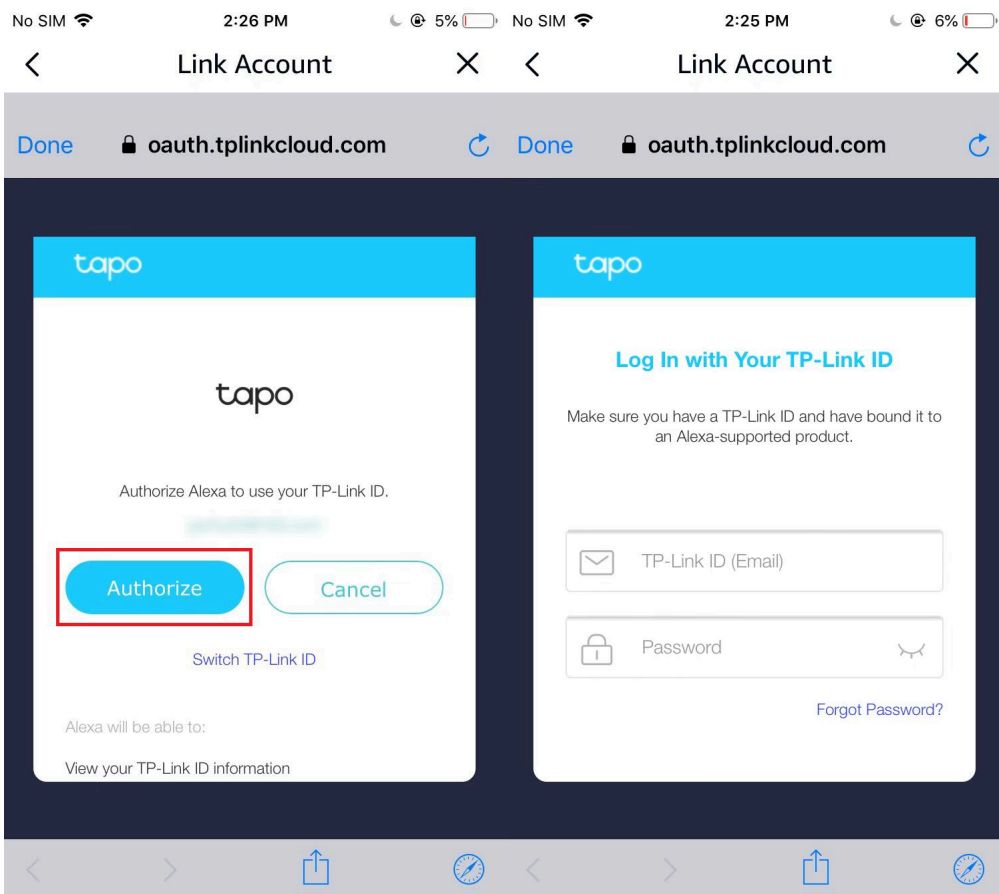 No SIM 2:26 PM 5%
Link Account
Done oauth.tplinkcloud.com
tapo
tapo
Authorize Alexa to use your TP-Link ID.
Authorize Cancel
Switch TP-Link ID
Alexa will be able to:
View your TP-Link ID information
No SIM 2:25 PM 6%
Link Account
Done oauth.tplinkcloud.com
tapo
Log In with Your TP-Link ID
Make sure you have a TP-Link ID and have bound it to
an Alexa-supported product.
TP-Link ID (Email)
Password
Forgot Password?